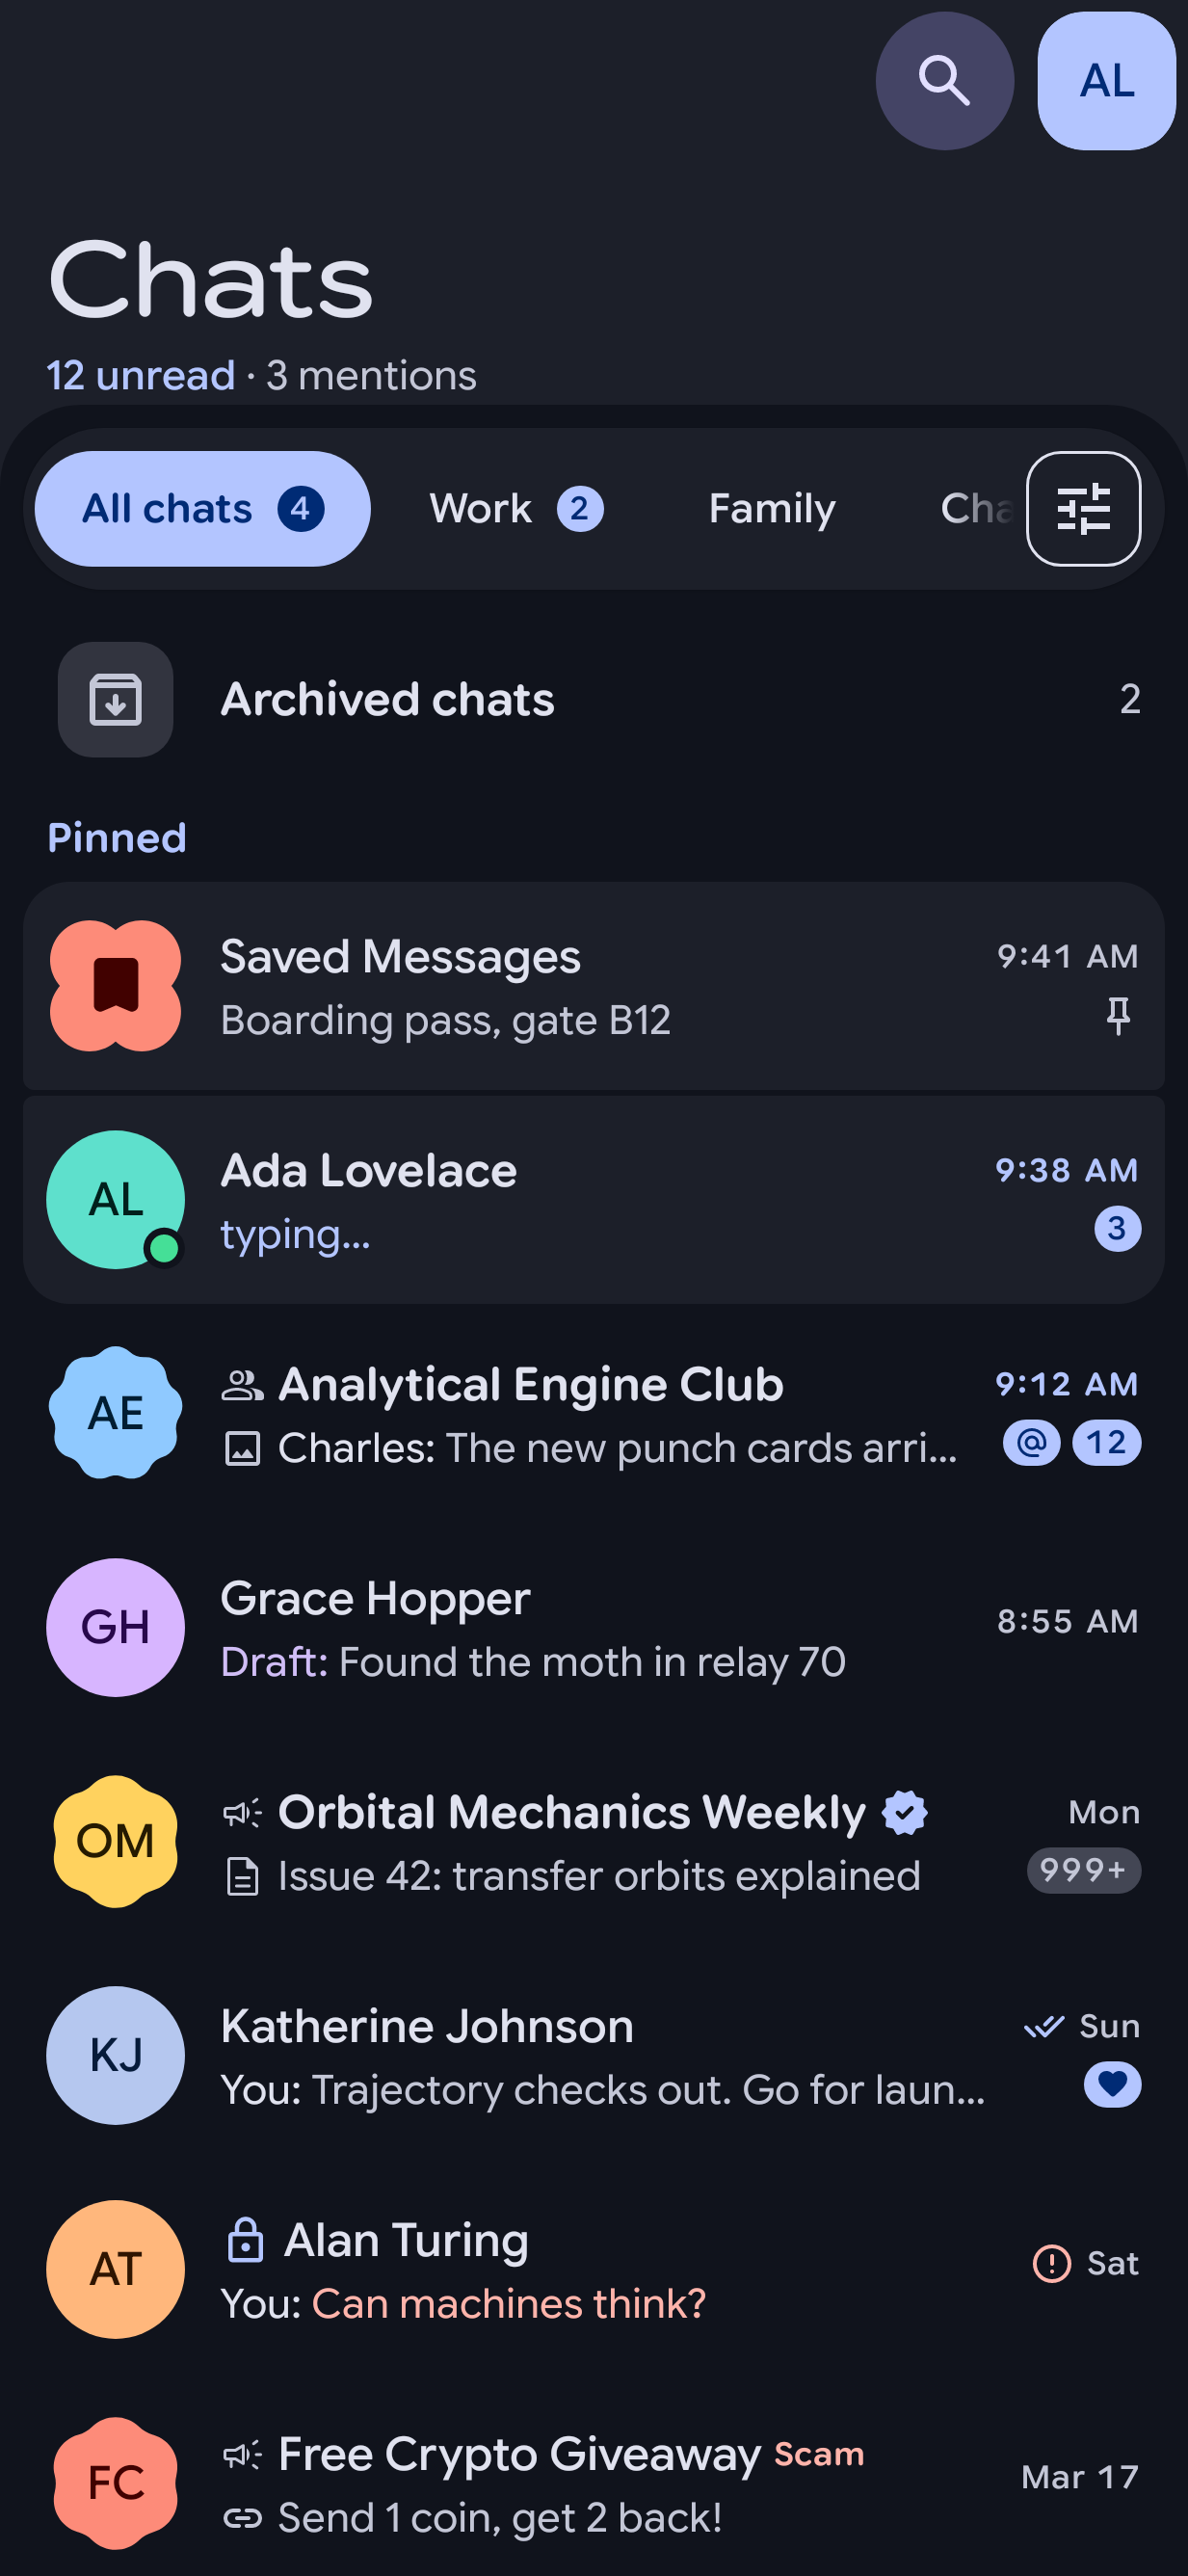 AL
Chats
12 unread · 3 mentions
All chats 4 Work 2 Family Cha
Archived chats 2
Pinned
Saved Messages 9:41 AM
Boarding pass, gate B12
AL Ada Lovelace 9:38 AM
typing... 3
AE Analytical Engine Club 9:12 AM
Charles: The new punch cards arri... @ 12
GH Grace Hopper 8:55 AM
Draft: Found the moth in relay 70
OM Orbital Mechanics Weekly Mon
Issue 42: transfer orbits explained 999+
KJ Katherine Johnson Sun
You: Trajectory checks out. Go for laun...
AT Alan Turing Sat
You: Can machines think?
FC Free Crypto Giveaway Scam Mar 17
Send 1 coin, get 2 back!